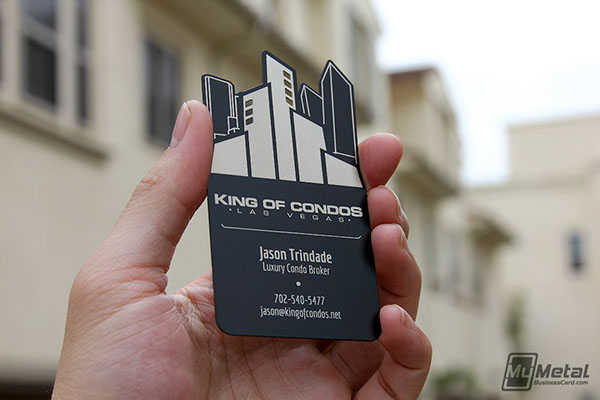 KING OF CONDOS
• LAS VEGAS •
Jason Trindade
Luxury Condo Broker
•
702-540-5477
jason@kingofcondos.net
MyMetal
BusinessCard.com